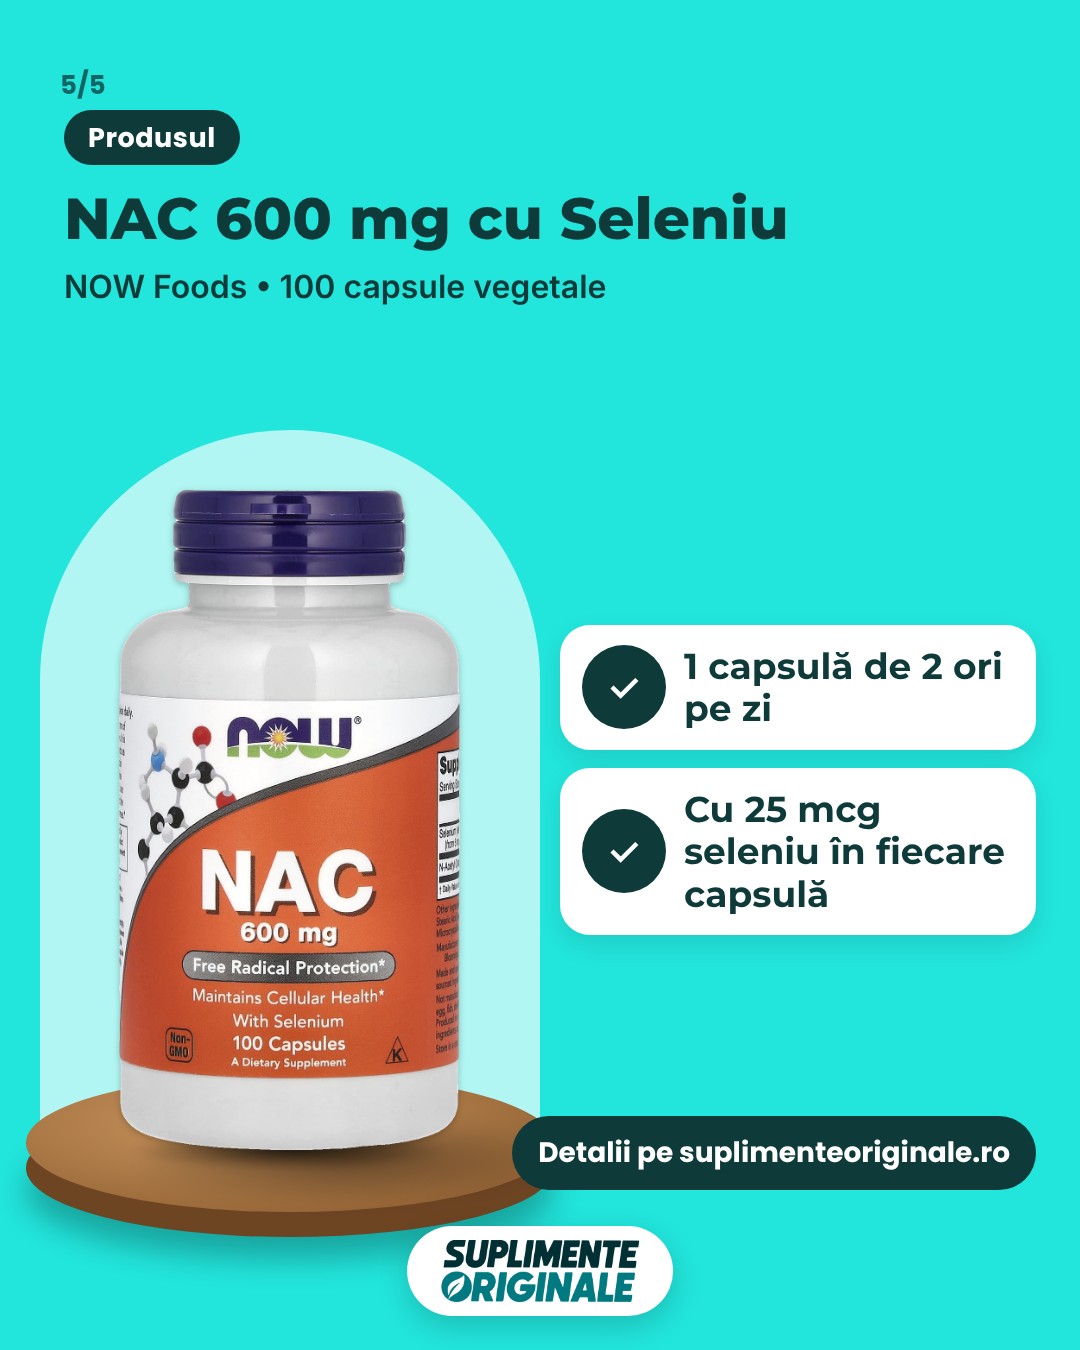 5/5
Produsul
NAC 600 mg cu Seleniu
NOW Foods • 100 capsule vegetale
NOW®
NAC
600 mg
Free Radical Protection*
Maintains Cellular Health*
With Selenium
100 Capsules
A Dietary Supplement
Non-
GMO
K
1 capsulă de 2 ori
pe zi
Cu 25 mcg
seleniu în fiecare
capsulă
Detalii pe suplimenteoriginale.ro
SUPLIMENTE
ORIGINALE